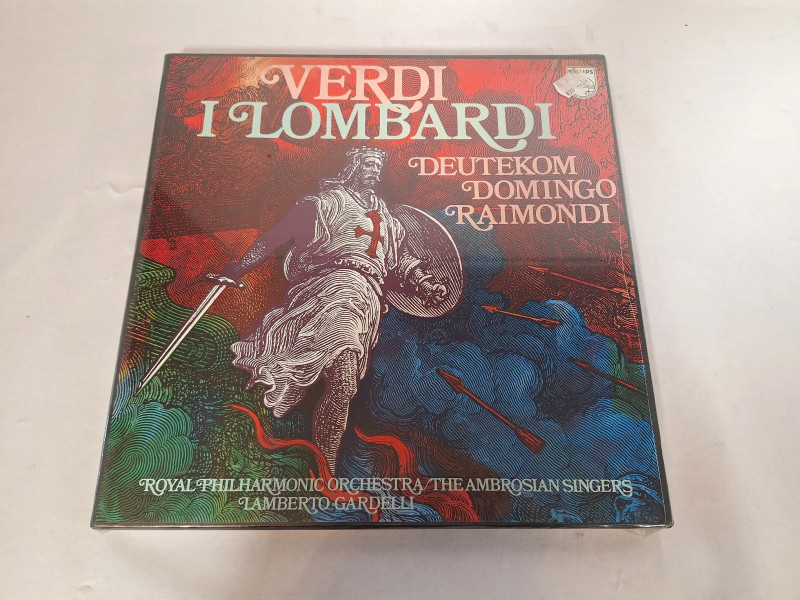 VERDI
I LOMBARDI
DEUTEKOM
DOMINGO
RAIMONDI
ROYAL PHILHARMONIC ORCHESTRA/THE AMBROSIAN SINGERS
LAMBERTO GARDELLI